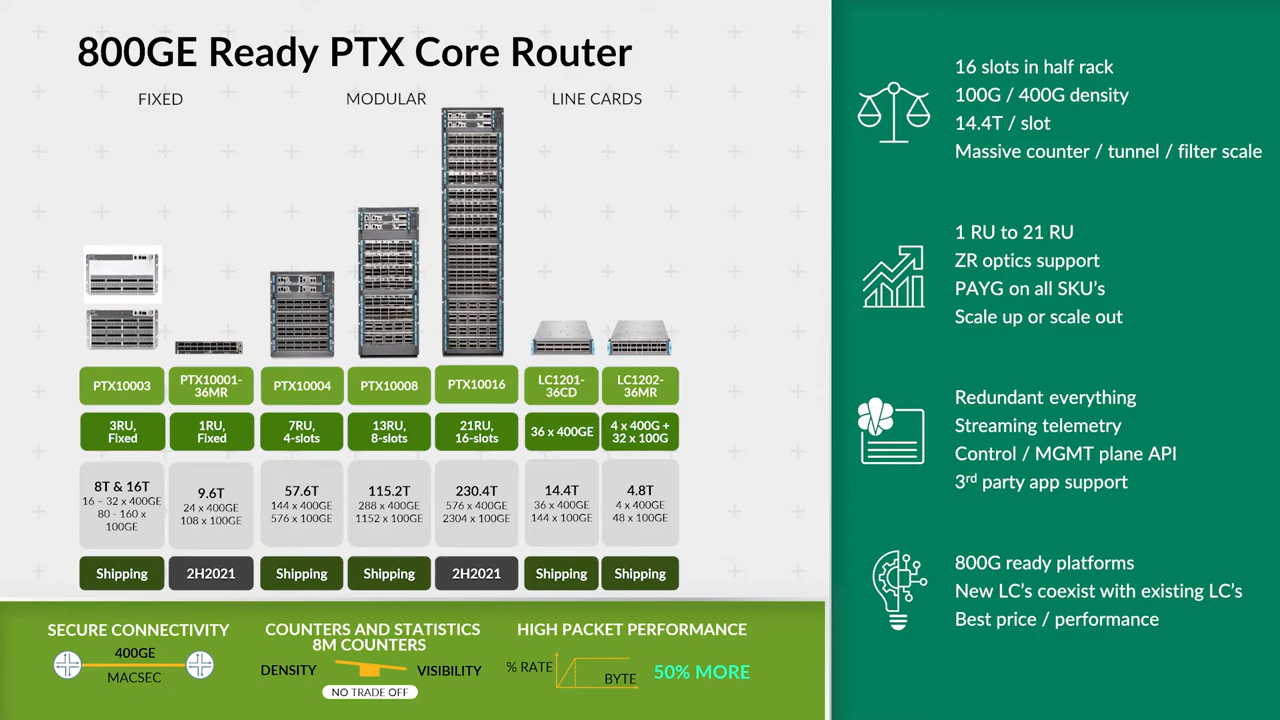 800GE Ready PTX Core Router
FIXED
MODULAR
LINE CARDS
PTX10003
PTX10001-
36MR
PTX10004
PTX10008
PTX10016
LC1201-
36CD
LC1202-
36MR
3RU,
Fixed
1RU,
Fixed
7RU,
4-slots
13RU,
8-slots
21RU,
16-slots
36 x 400GE
4 x 400G +
32 x 100G
8T & 16T
16 – 32 x 400GE
80 - 160 x
100GE
9.6T
24 x 400GE
108 x 100GE
57.6T
144 x 400GE
576 x 100GE
115.2T
288 x 400GE
1152 x 100GE
230.4T
576 x 400GE
2304 x 100GE
14.4T
36 x 400GE
144 x 100GE
4.8T
4 x 400GE
48 x 100GE
Shipping
2H2021
Shipping
Shipping
2H2021
Shipping
Shipping
SECURE CONNECTIVITY
400GE
MACSEC
COUNTERS AND STATISTICS
8M COUNTERS
DENSITY
VISIBILITY
NO TRADE OFF
HIGH PACKET PERFORMANCE
% RATE
BYTE
50% MORE
16 slots in half rack
100G / 400G density
14.4T / slot
Massive counter / tunnel / filter scale
1 RU to 21 RU
ZR optics support
PAYG on all SKU's
Scale up or scale out
Redundant everything
Streaming telemetry
Control / MGMT plane API
3rd party app support
800G ready platforms
New LC's coexist with existing LC's
Best price / performance